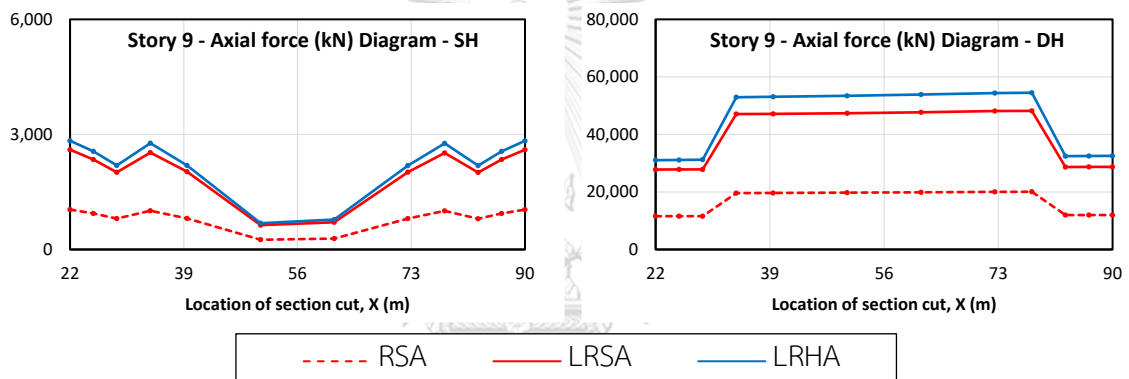 Story 9 - Axial force (kN) Diagram - SH
6,000
3,000
0
22 39 56 73 90
Location of section cut, X (m)
Story 9 - Axial force (kN) Diagram - DH
80,000
60,000
40,000
20,000
0
22 39 56 73 90
Location of section cut, X (m)
RSA LRSA LRHA